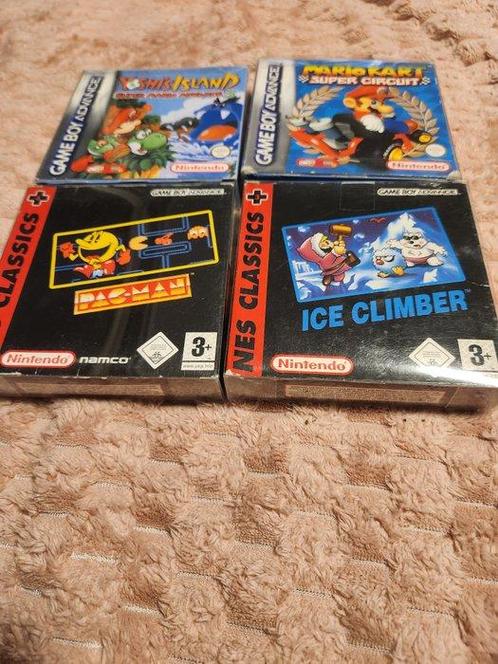 GAME BOY ADVANCE
YOSHI'S ISLAND
SUPER MARIO ADVANCE 3
Nintendo
GAME BOY ADVANCE
MARIO KART
SUPER CIRCUIT
Nintendo
CLASSICS
GAME BOY ADVANCE
PAC-MAN
Nintendo
namco
3+
NES CLASSICS
GAME BOY ADVANCE
ICE CLIMBER™
Nintendo
3+